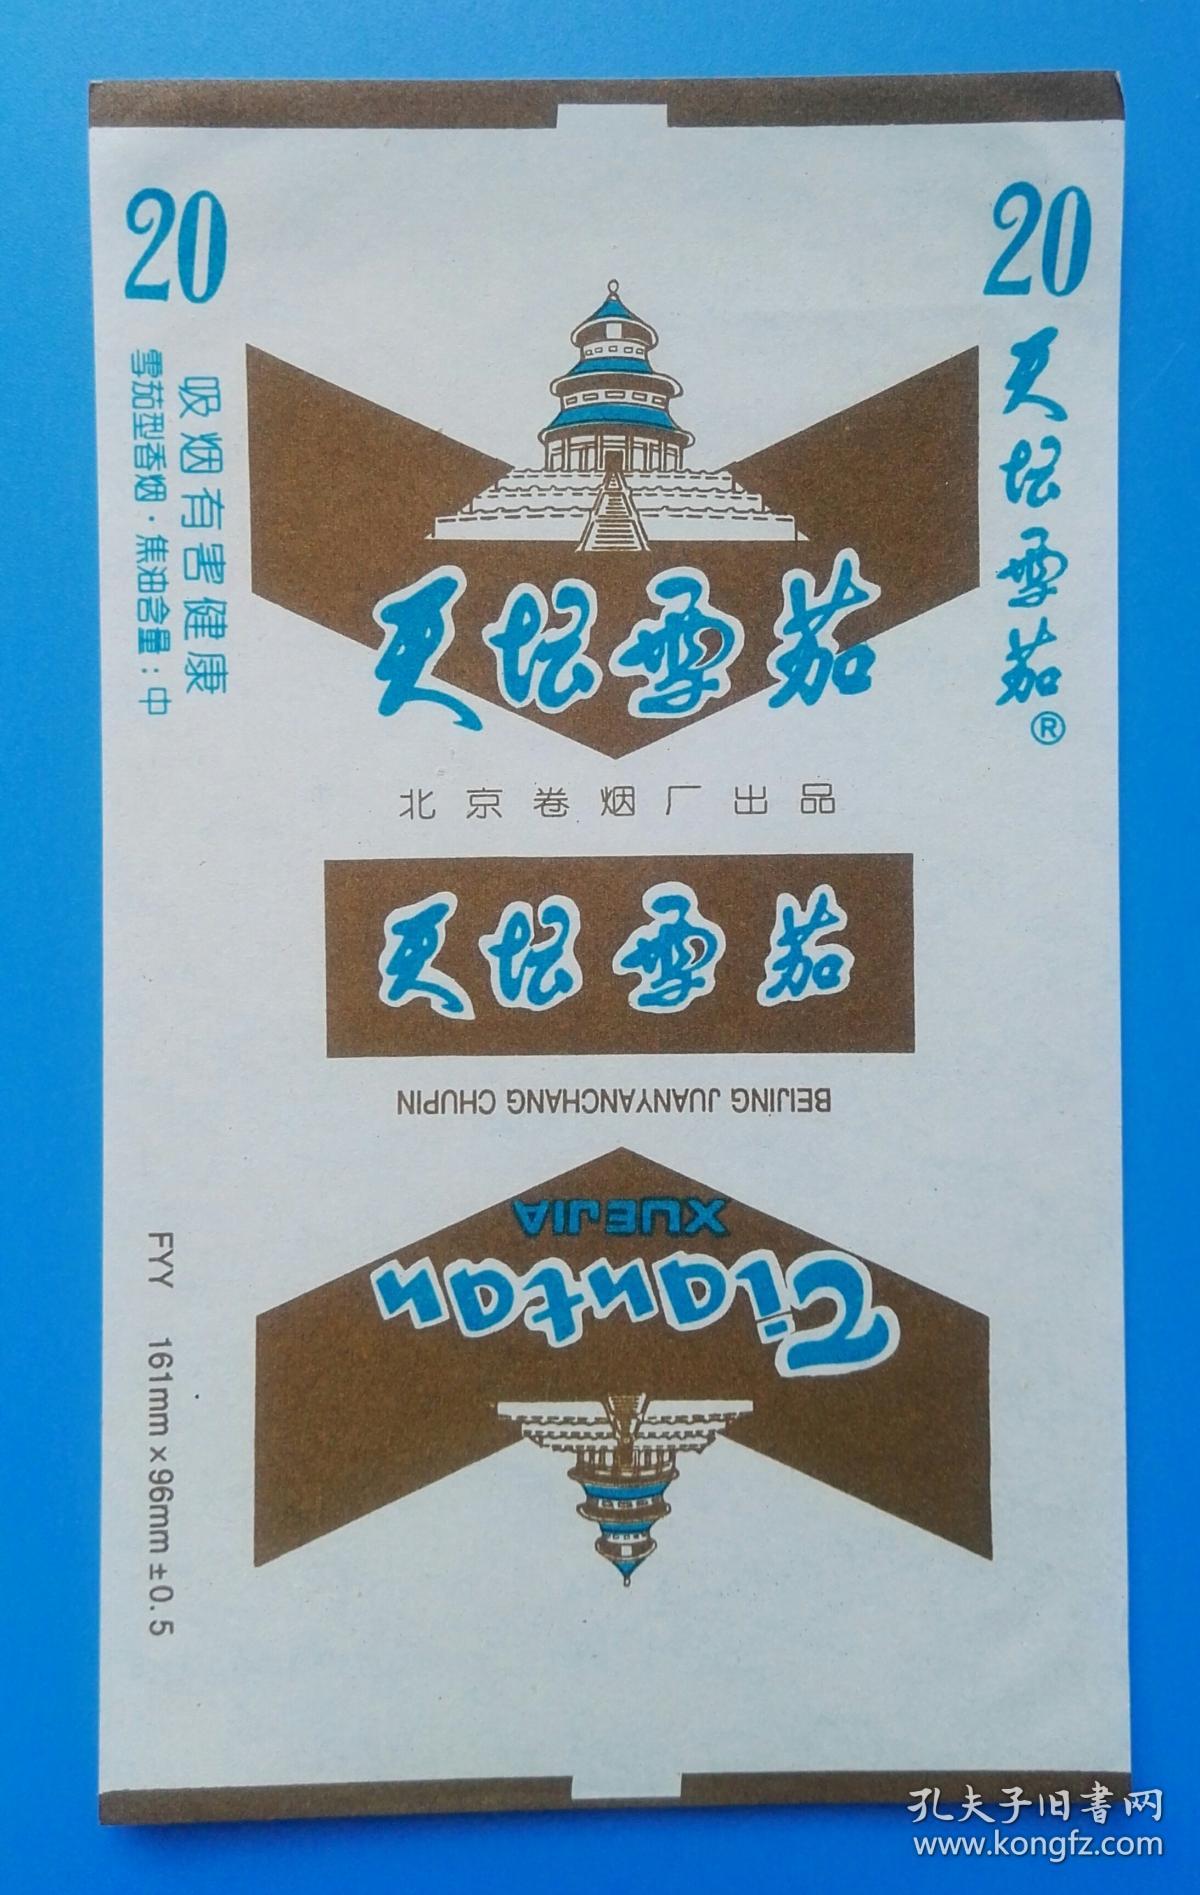 20
吸烟有害健康
雪茄型香烟·焦油含量:中
20
天坛雪茄®
天坛雪茄
北京卷烟厂出品
天坛雪茄
BEIJING JUANYANCHANG CHUPIN
XUEJIA
Tiantan
FYY 161mm×96mm±0.5
孔夫子旧書网
www.kongfz.com